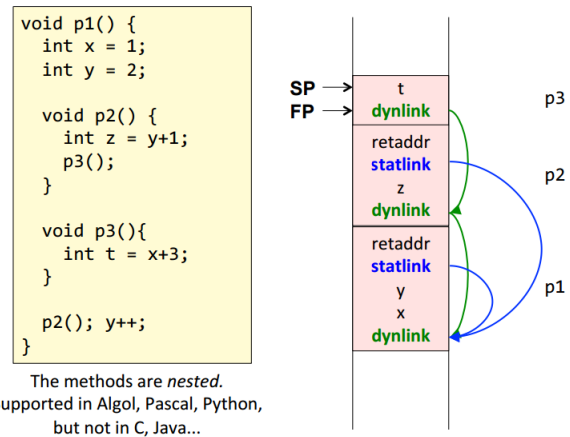 void p1() {
int x = 1;
int y = 2;
void p2() {
int z = y+1;
p3();
}
void p3(){
int t = x+3;
}
p2(); y++;
}
The methods are nested.
upported in Algol, Pascal, Python,
but not in C, Java...
SP
FP
t
dynlink
retaddr
statlink
z
dynlink
retaddr
statlink
y
x
dynlink
p3
p2
p1